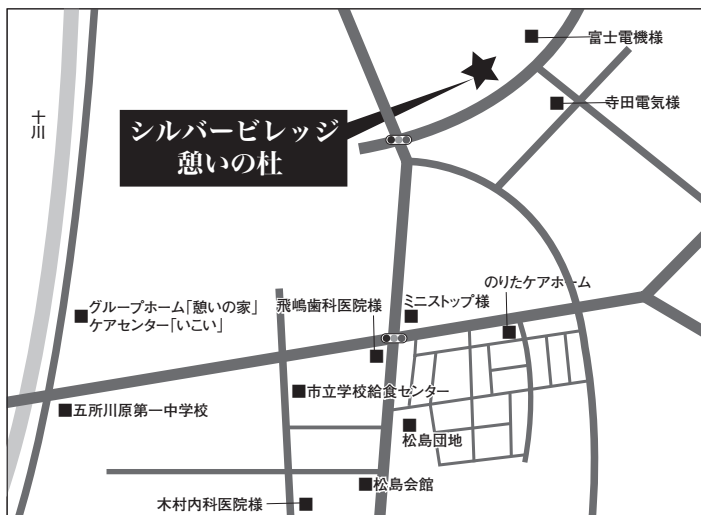 富士電機様
寺田電気様
十川
シルバービレッジ
憩いの杜
のりたケアホーム
グループホーム「憩いの家」
ケアセンター「いこい」
飛嶋歯科医院様
ミニストップ様
市立学校給食センター
五所川原第一中学校
松島団地
松島会館
木村内科医院様